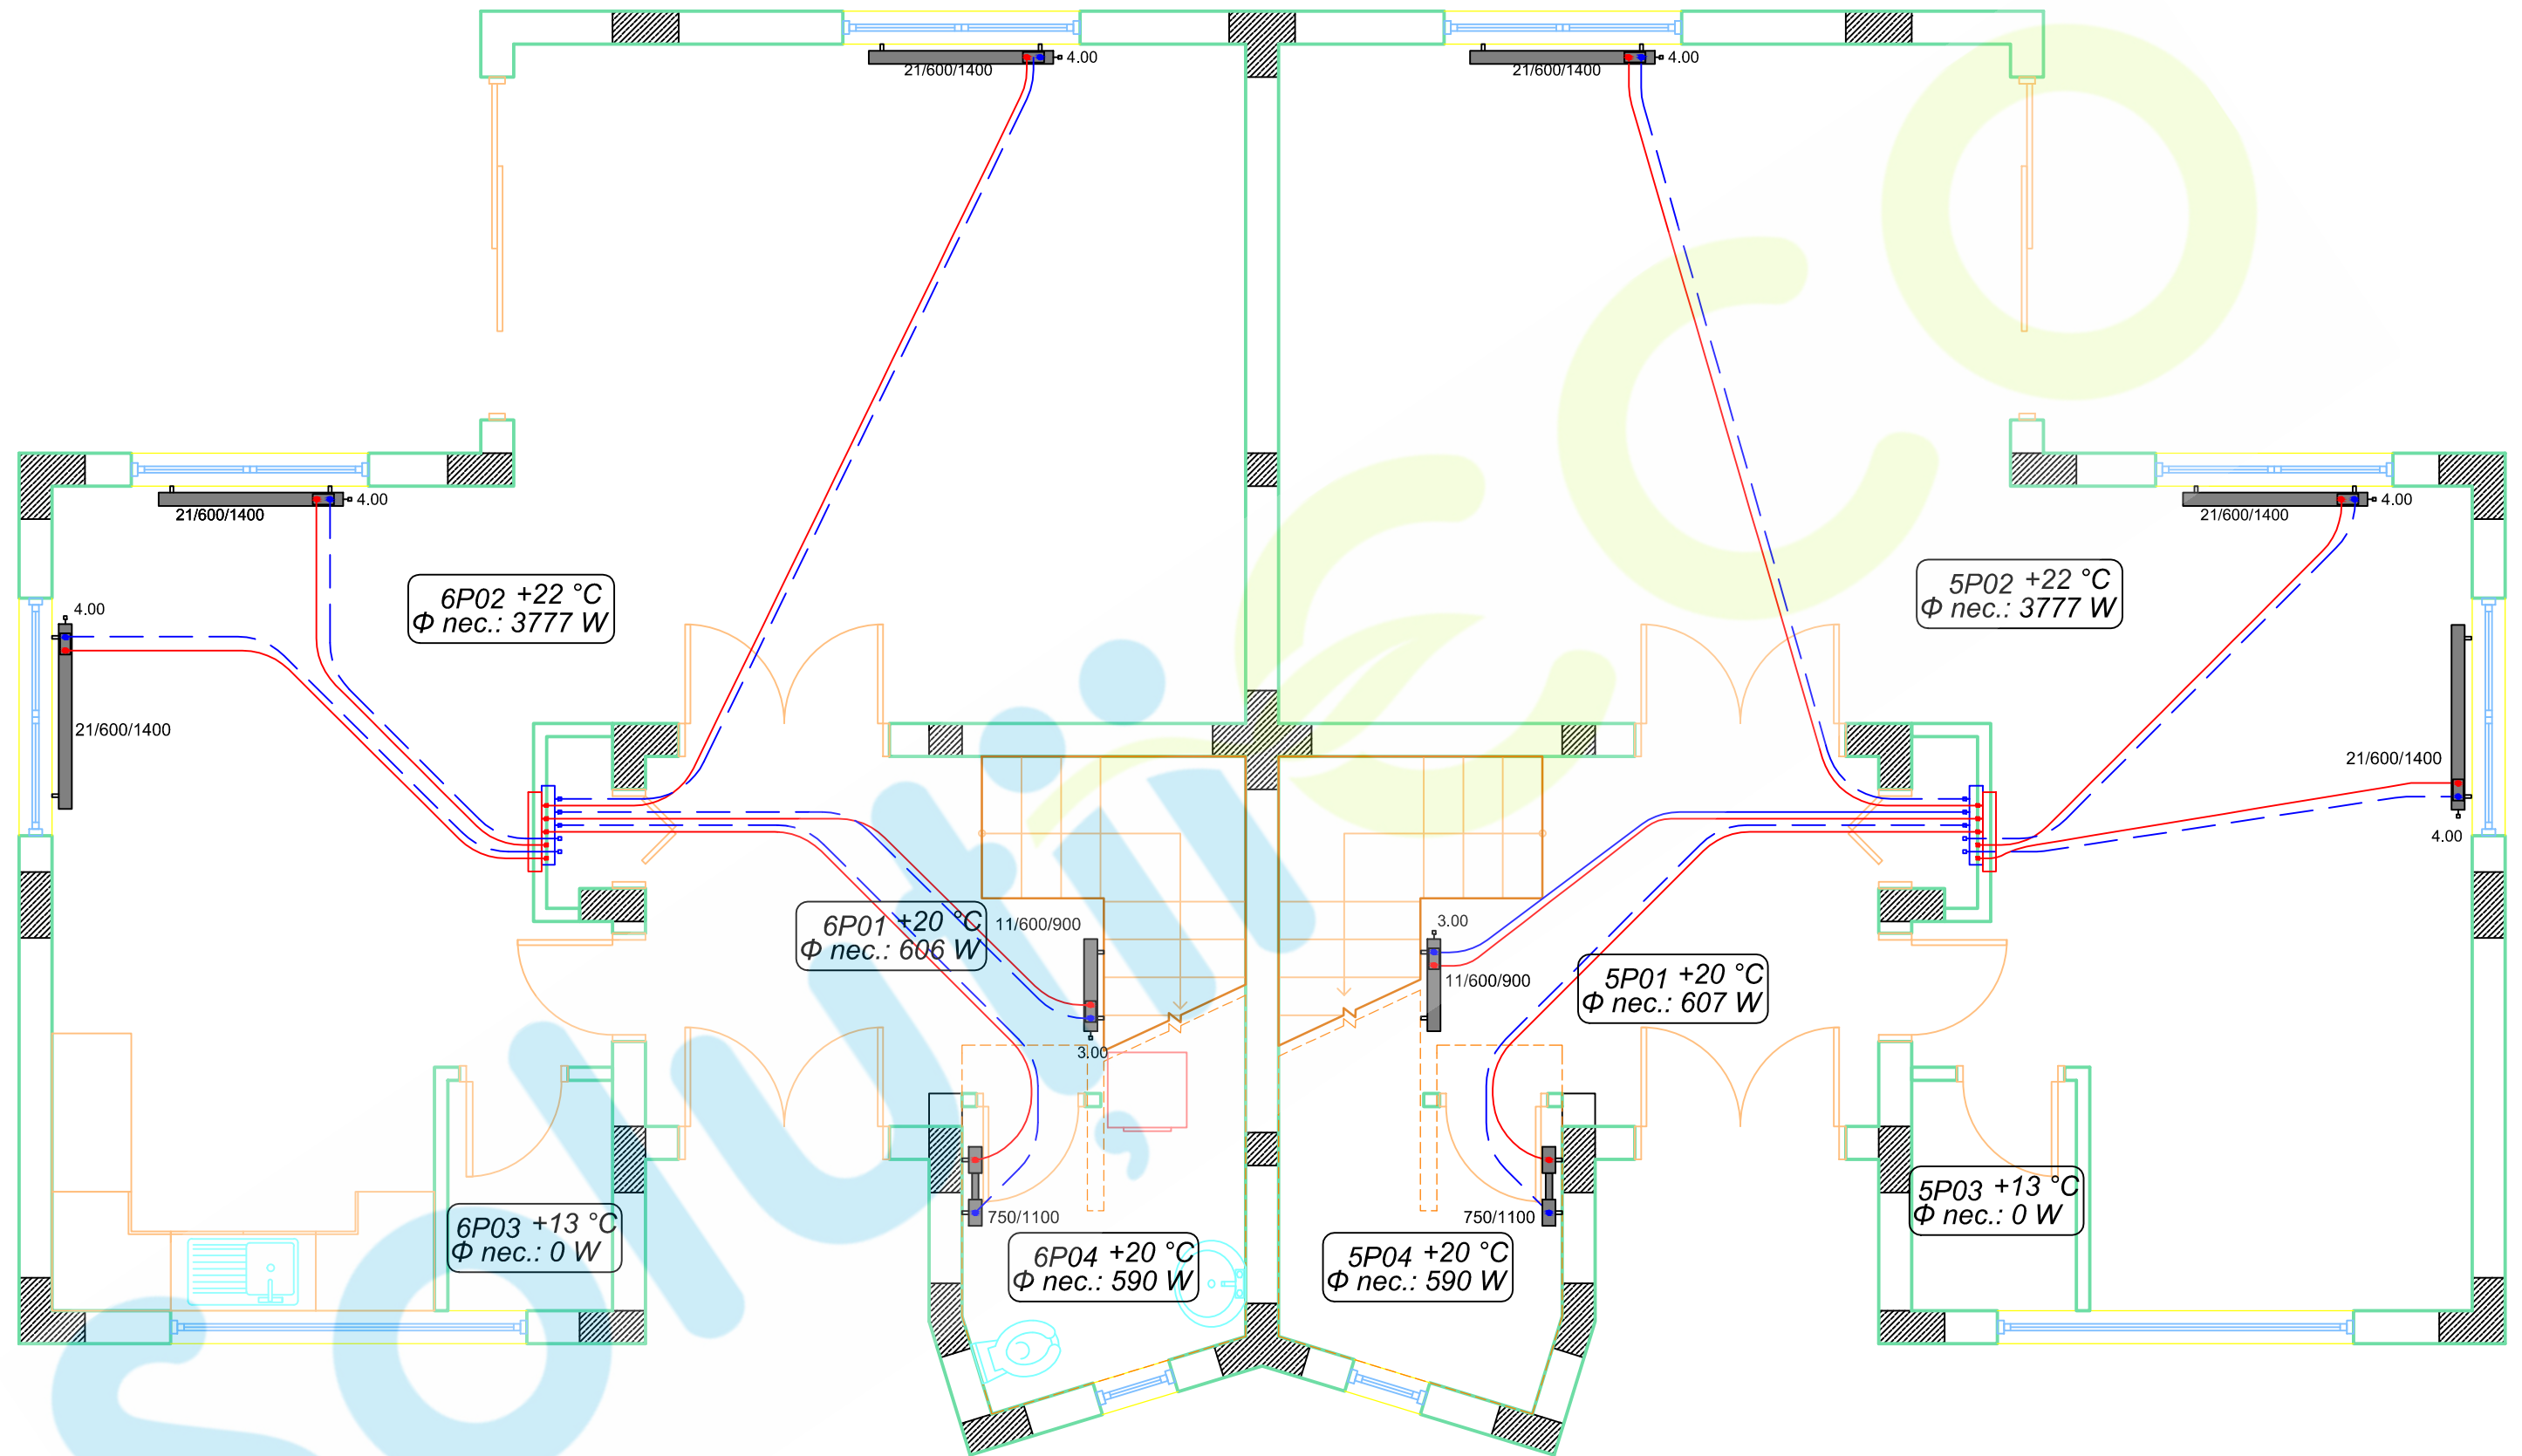 21/600/1400
4.00
21/600/1400
4.00
21/600/1400
4.00
21/600/1400
4.00
6P02 +22 °C
Φ nec.: 3777 W
5P02 +22 °C
Φ nec.: 3777 W
4.00
21/600/1400
21/600/1400
4.00
6P01 +20 °C
Φ nec.: 606 W
11/600/900
3.00
3.00
11/600/900
5P01 +20 °C
Φ nec.: 607 W
6P03 +13 °C
Φ nec.: 0 W
750/1100
6P04 +20 °C
Φ nec.: 590 W
750/1100
5P04 +20 °C
Φ nec.: 590 W
5P03 +13 °C
Φ nec.: 0 W
soluții
eco